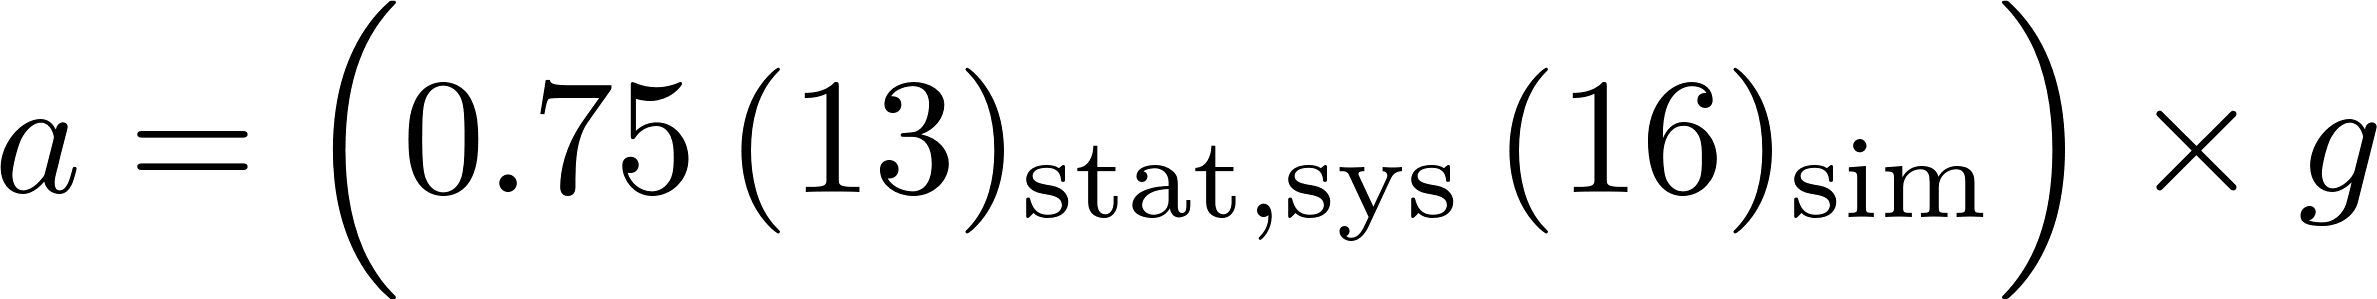 a = (0.75 (13)stat,sys (16)sim) × g